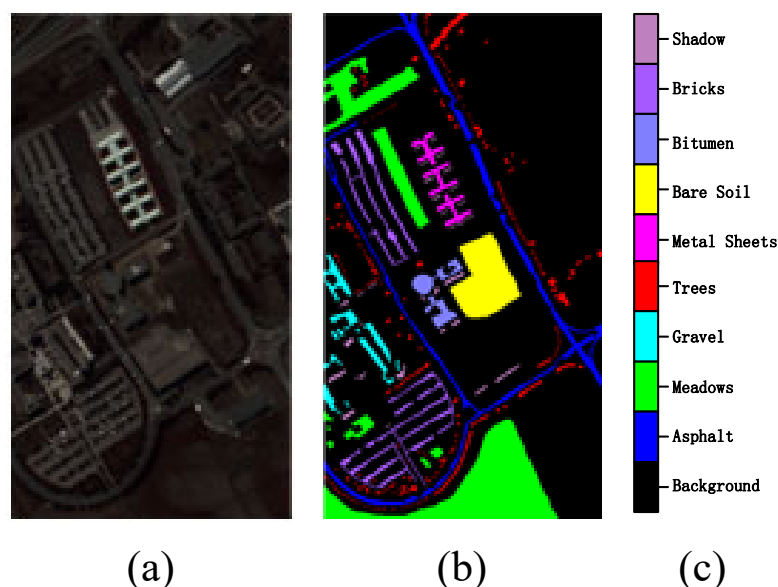 Shadow
Bricks
Bitumen
Bare Soil
Metal Sheets
Trees
Gravel
Meadows
Asphalt
Background
(a)
(b)
(c)